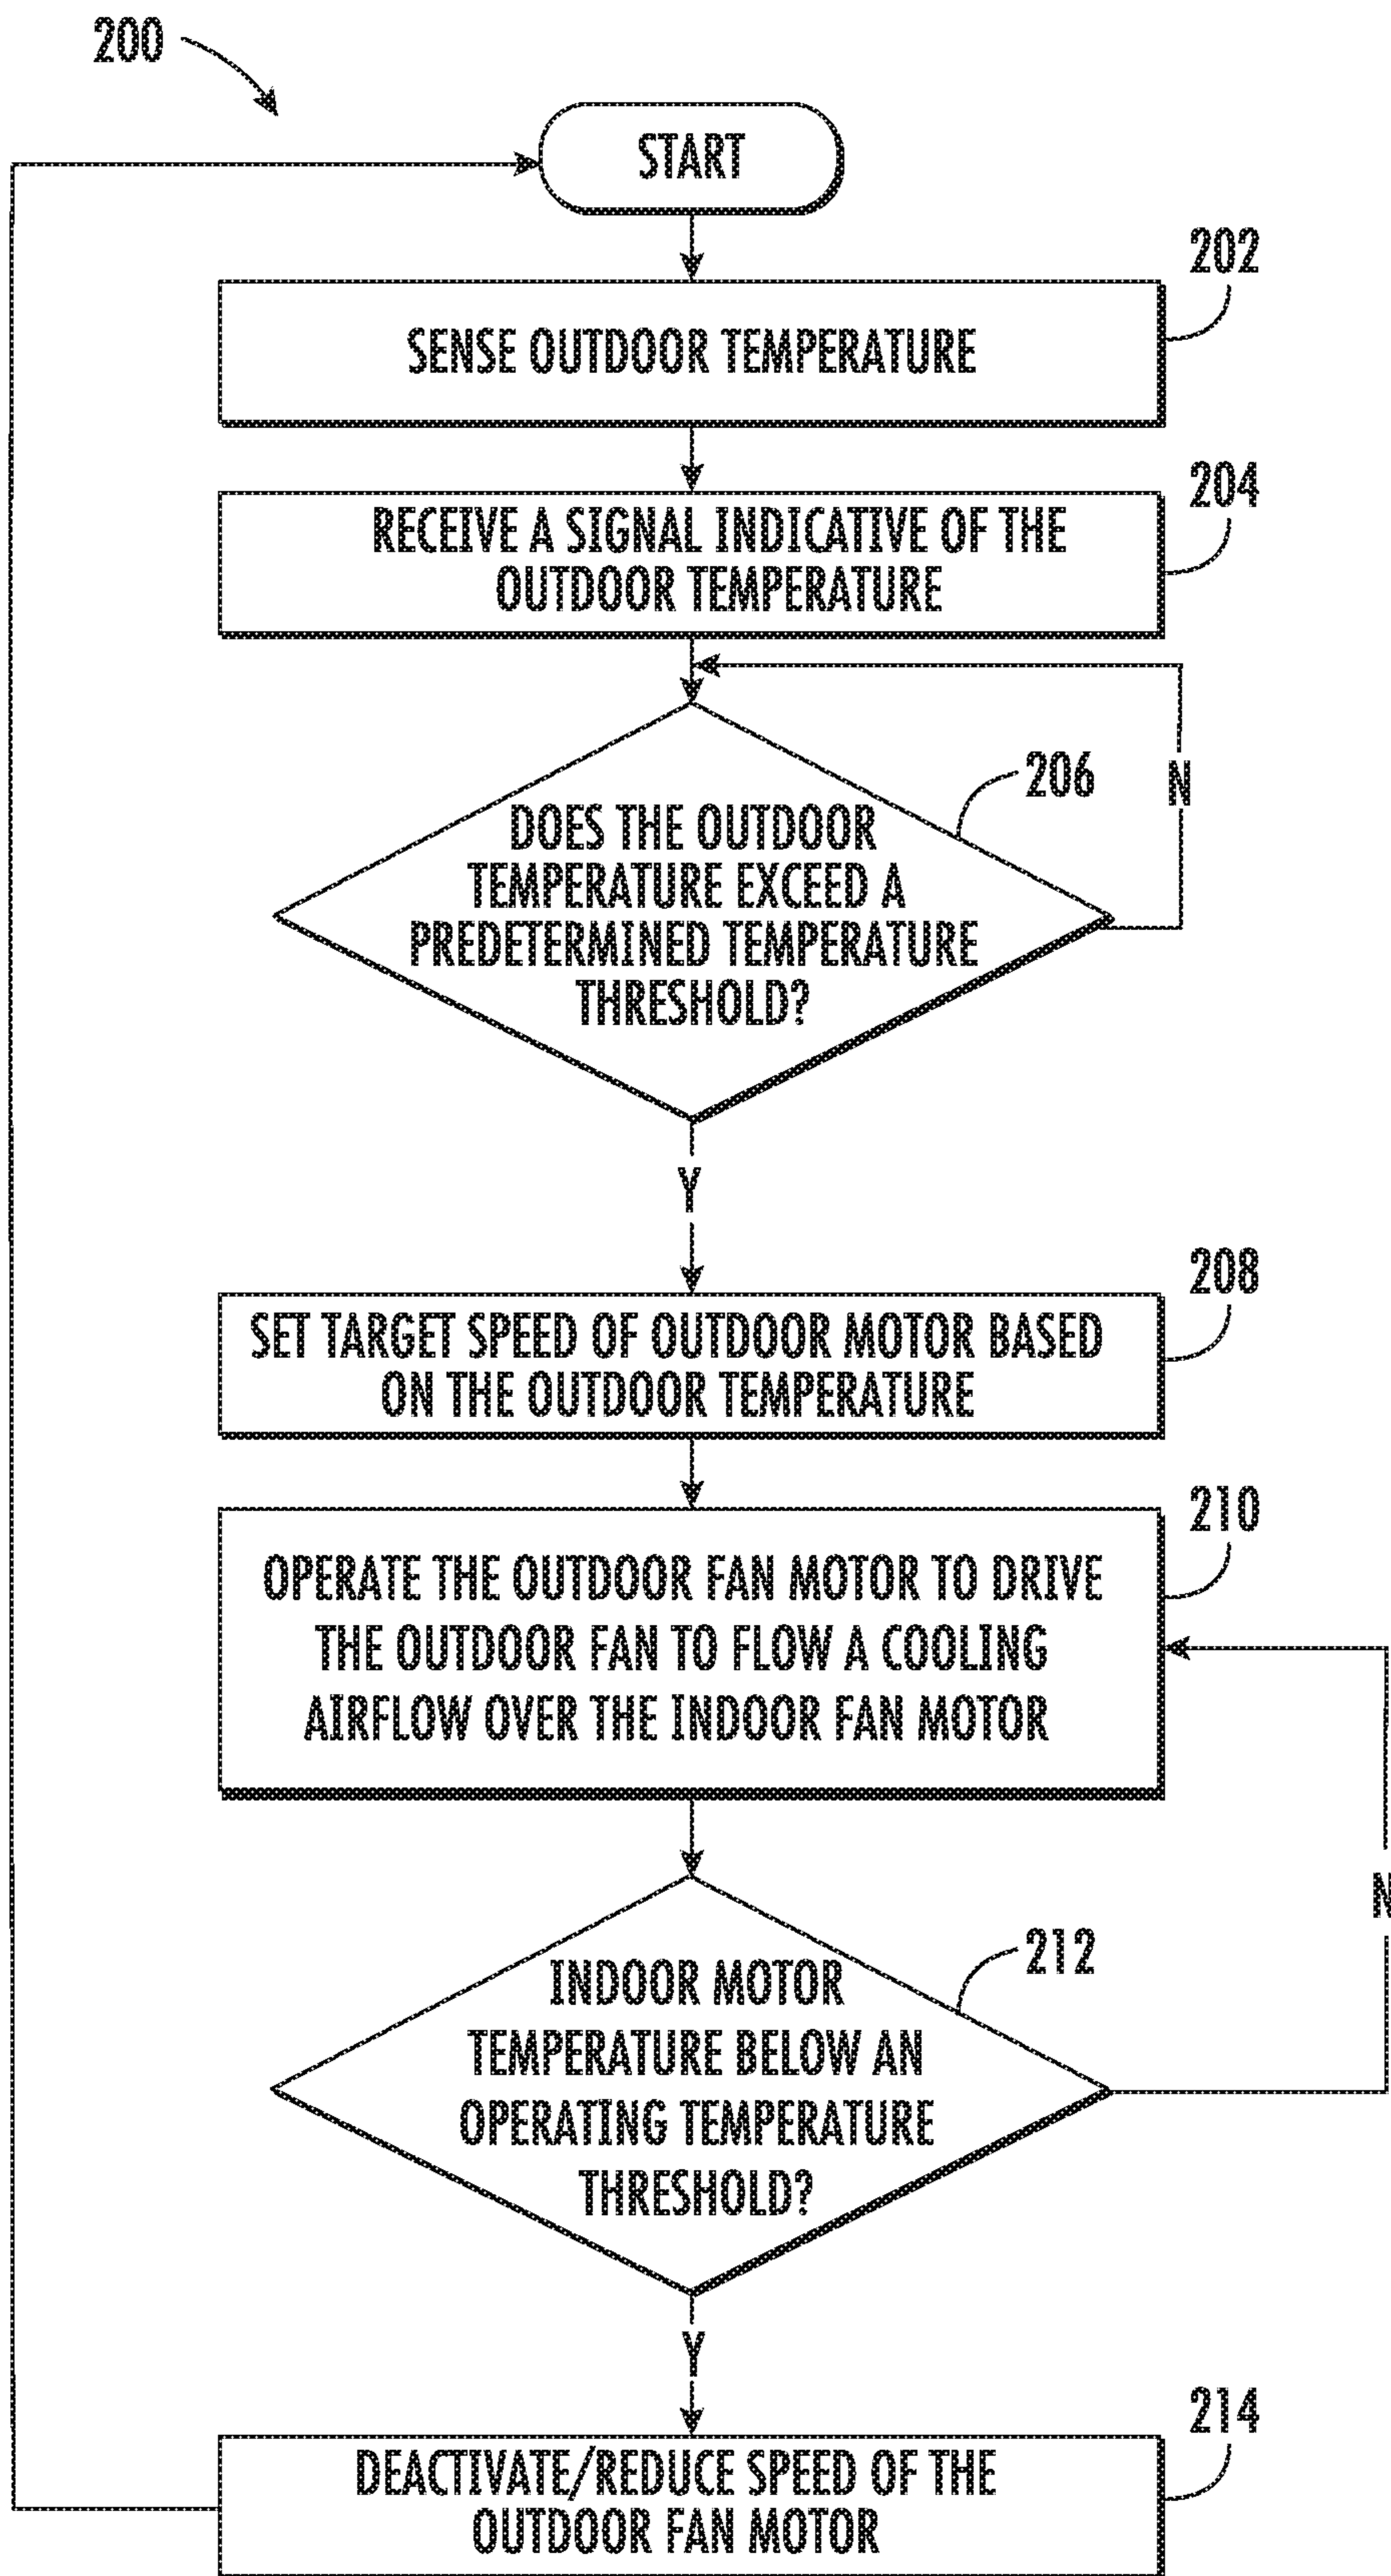 200
START
202
SENSE OUTDOOR TEMPERATURE
204
RECEIVE A SIGNAL INDICATIVE OF THE
OUTDOOR TEMPERATURE
206
N
DOES THE OUTDOOR
TEMPERATURE EXCEED A
PREDETERMINED TEMPERATURE
THRESHOLD?
Y
208
SET TARGET SPEED OF OUTDOOR MOTOR BASED
ON THE OUTDOOR TEMPERATURE
210
OPERATE THE OUTDOOR FAN MOTOR TO DRIVE
THE OUTDOOR FAN TO FLOW A COOLING
AIRFLOW OVER THE INDOOR FAN MOTOR
N
212
INDOOR MOTOR
TEMPERATURE BELOW AN
OPERATING TEMPERATURE
THRESHOLD?
Y
214
DEACTIVATE/REDUCE SPEED OF THE
OUTDOOR FAN MOTOR